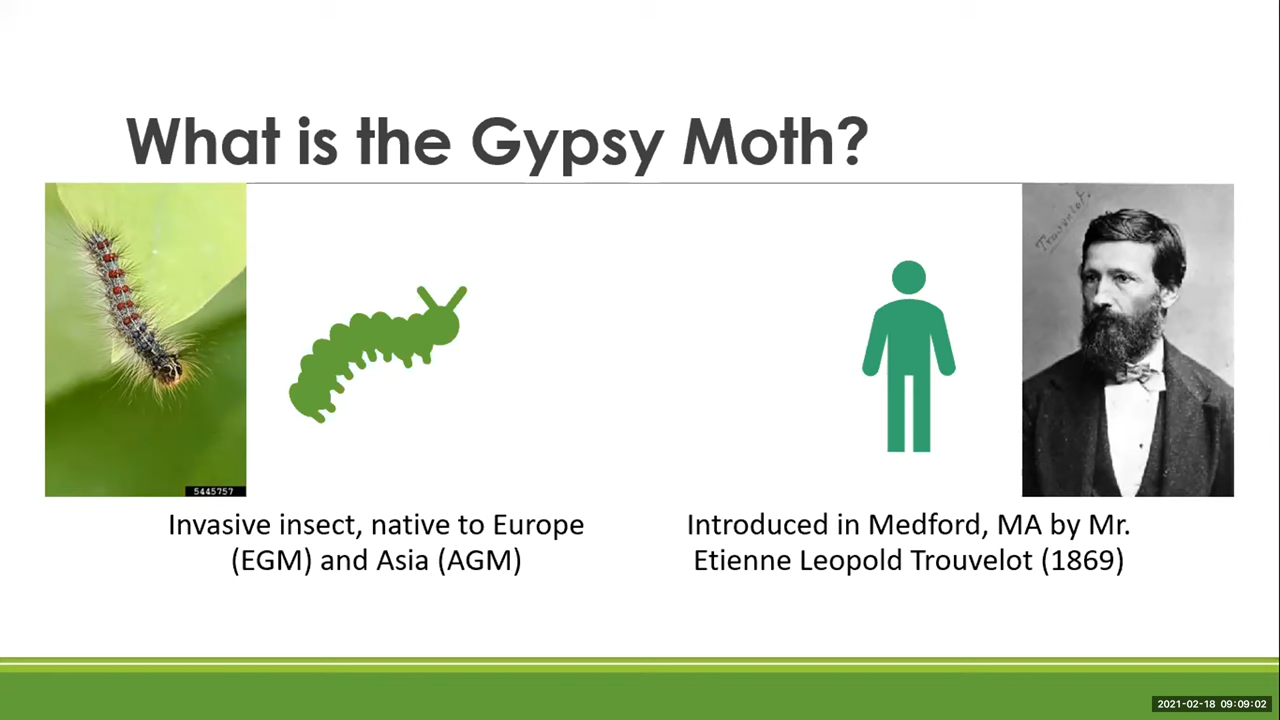 What is the Gypsy Moth?
Trouvelot.
5445757
Invasive insect, native to Europe
(EGM) and Asia (AGM)
Introduced in Medford, MA by Mr.
Etienne Leopold Trouvelot (1869)
2021-02-18 09:09:02